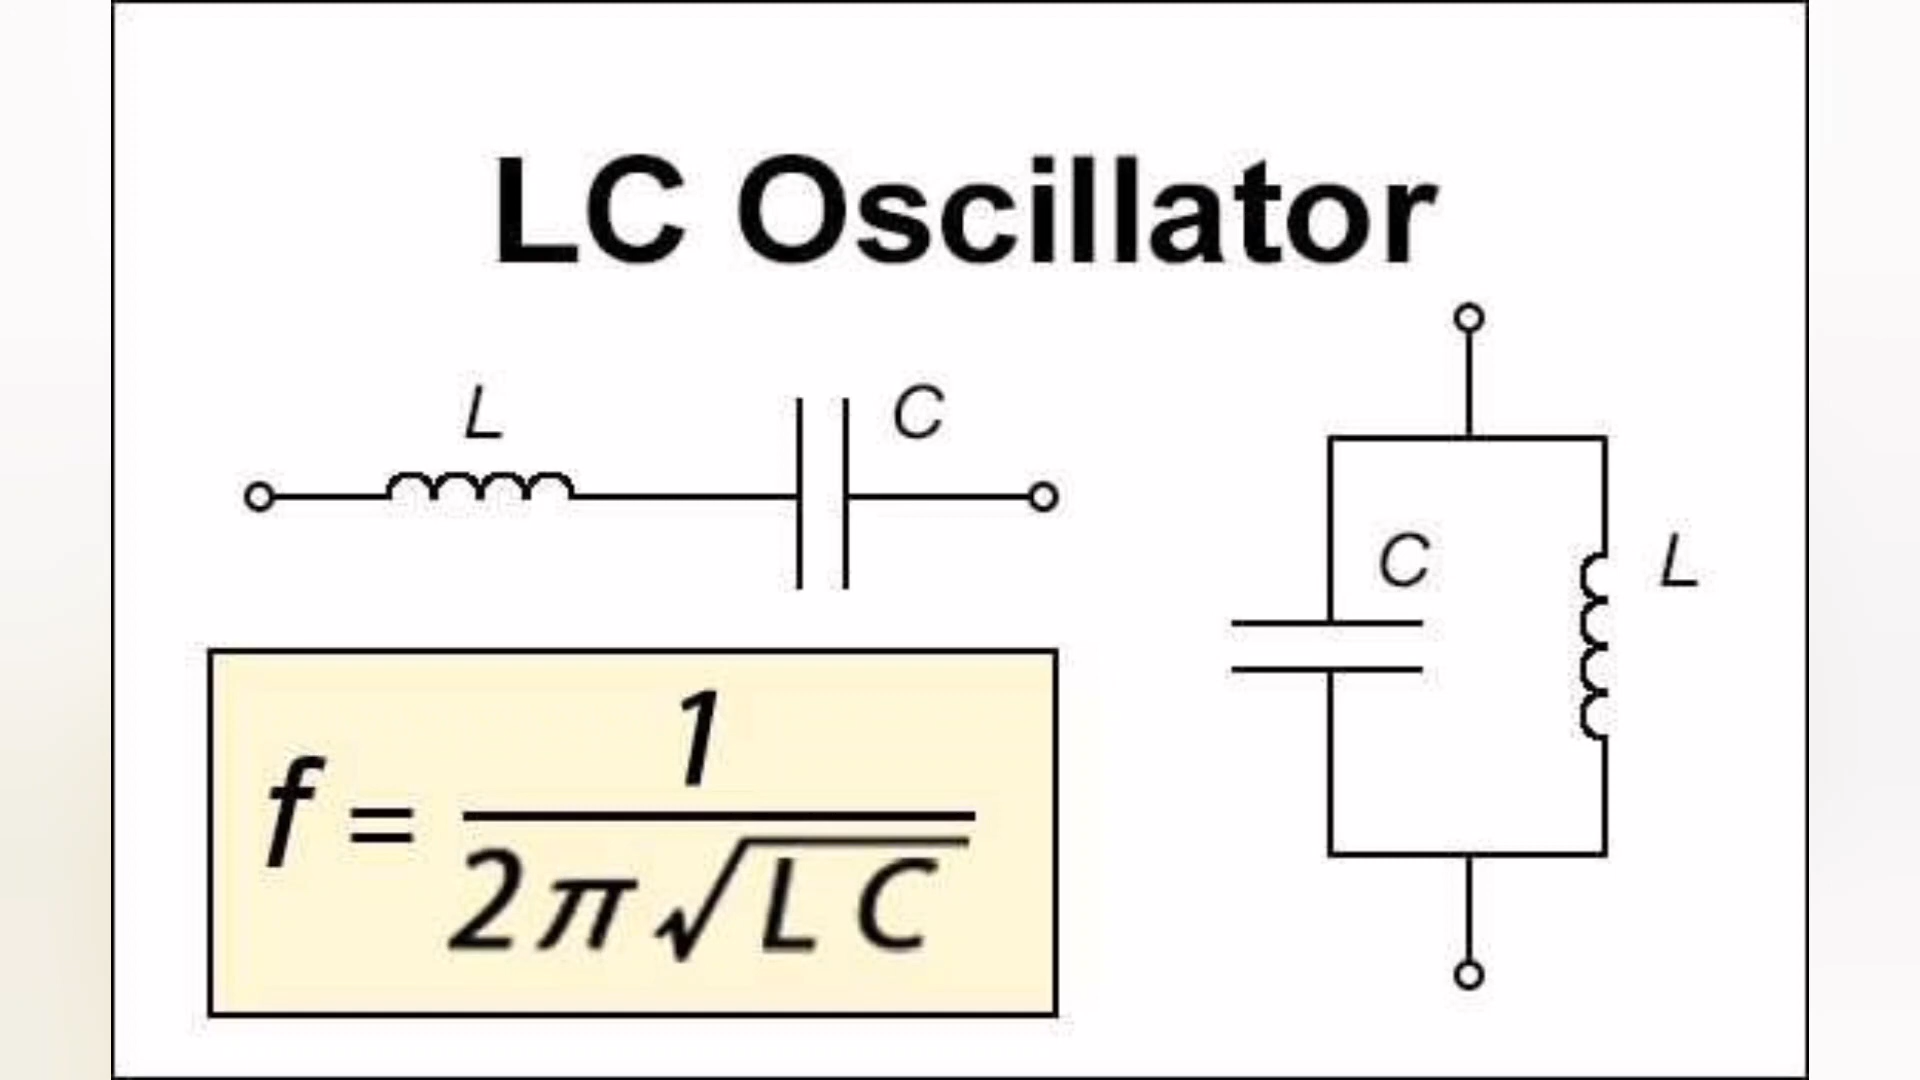 LC Oscillator
L
C
C
L
f = 1 / 2π√LC